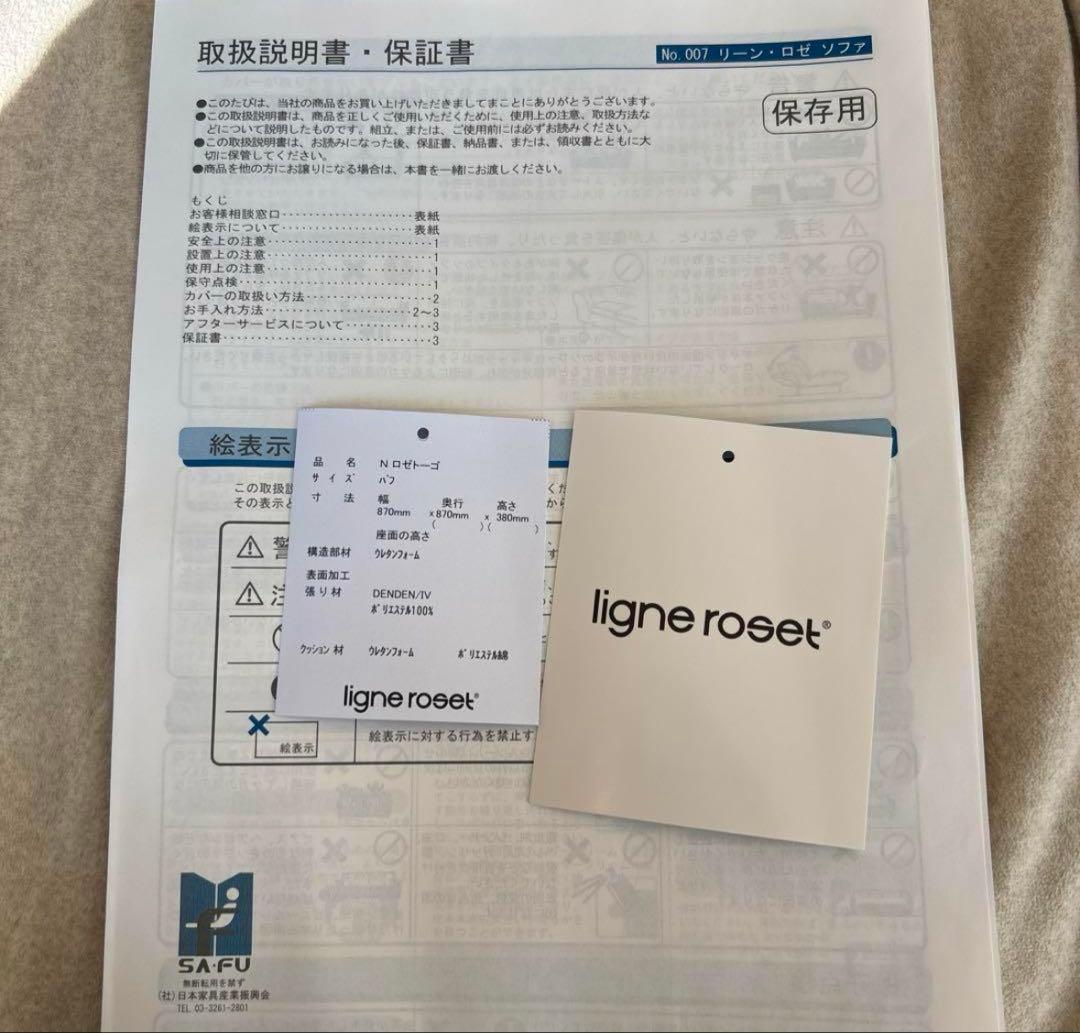 取扱説明書・保証書
No.007 リーン・ロゼ ソファ
保存用
●このたびは、当社の商品をお買い上げいただきましてまことにありがとうございます。
●この取扱説明書は、商品を正しくご使用いただくために、使用上の注意、取扱方法な
どについて説明したものです。組立、または、ご使用前には必ずお読みください。
●この取扱説明書は、お読みになった後、保証書、納品書、または、領収書とともに大
切に保管してください。
●商品を他の方にお譲りになる場合は、本書を一緒にお渡しください。
もくじ
お客様相談窓口・・・・・・・・・・・・・・・・・・・・表紙
絵表示について・・・・・・・・・・・・・・・・・・・・表紙
安全上の注意・・・・・・・・・・・・・・・・・・・・・・1
設置上の注意・・・・・・・・・・・・・・・・・・・・・・1
使用上の注意・・・・・・・・・・・・・・・・・・・・・・1
保守点検・・・・・・・・・・・・・・・・・・・・・・・・・・1
カバーの取扱い方法・・・・・・・・・・・・・・・・2
お手入れ方法・・・・・・・・・・・・・・・・・・・・2～3
アフターサービスについて・・・・・・・・・・・・3
保証書・・・・・・・・・・・・・・・・・・・・・・・・・・・・3
絵表示
この取扱
その表示と
警
注
絵表示
絵表示に対する行為を禁止す
品名 Nロゼトーゴ
サイズ パフ
寸法 幅 奥行 高さ
870mm x 870mm x 380mm
( )( )
座面の高さ
構造部材 ウレタンフォーム
表面加工
張り材 DENDEN/IV
ポリエステル100%
クッション材 ウレタンフォーム ポリエステル綿
ligne roset®
ligne roset®
SA・FU
無断転用を禁ず
(社)日本家具産業振興会
TEL 03-3261-2801